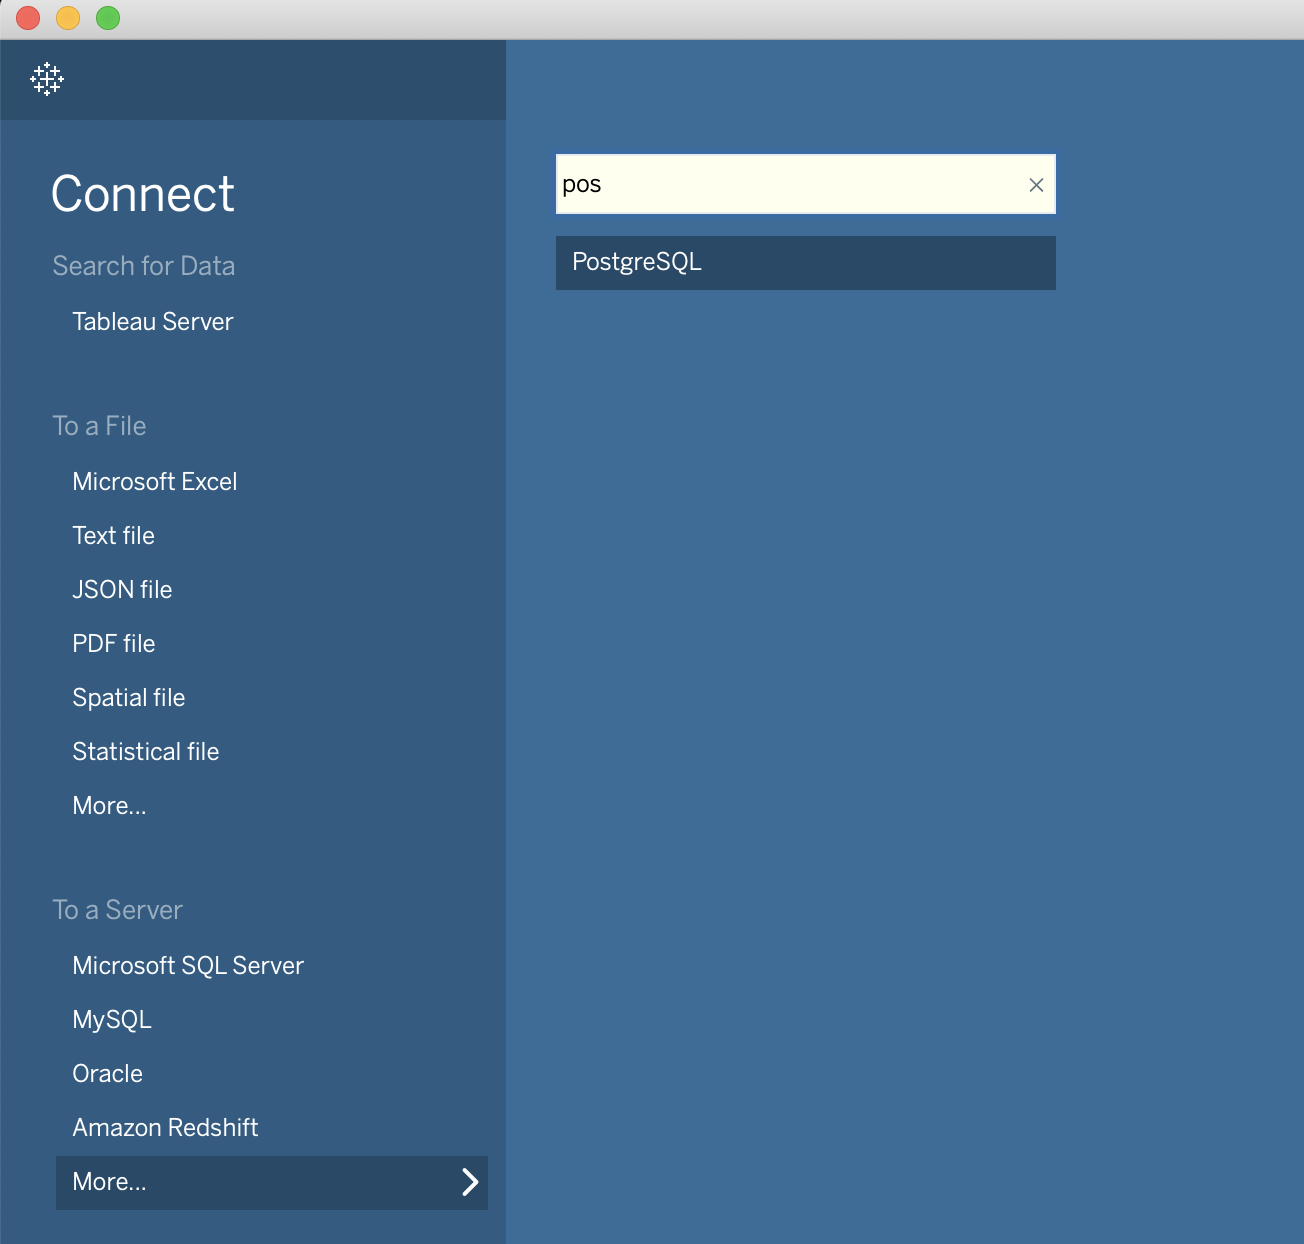 Connect
Search for Data
Tableau Server
To a File
Microsoft Excel
Text file
JSON file
PDF file
Spatial file
Statistical file
More...
To a Server
Microsoft SQL Server
MySQL
Oracle
Amazon Redshift
More...
pos
PostgreSQL